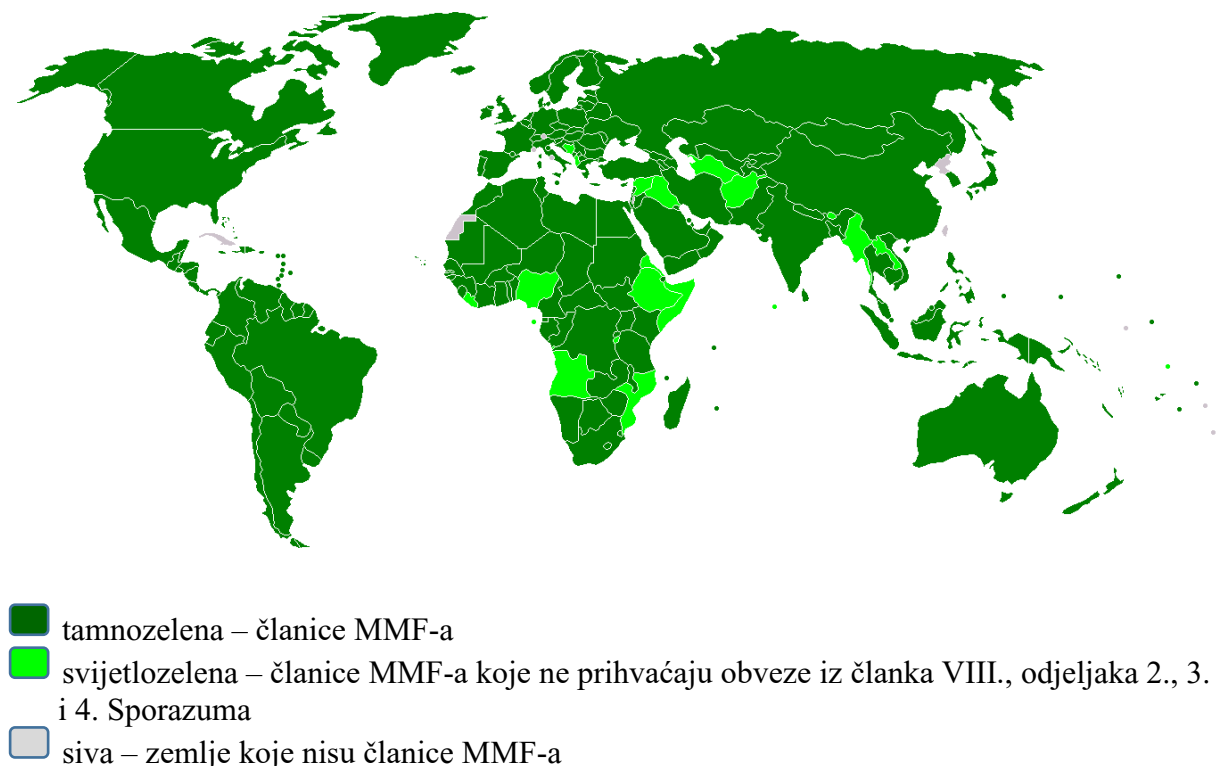 tamnozelena – članice MMF-a
svijetlozelena – članice MMF-a koje ne prihvaćaju obveze iz članka VIII., odjeljaka 2., 3.
i 4. Sporazuma
siva – zemlje koje nisu članice MMF-a